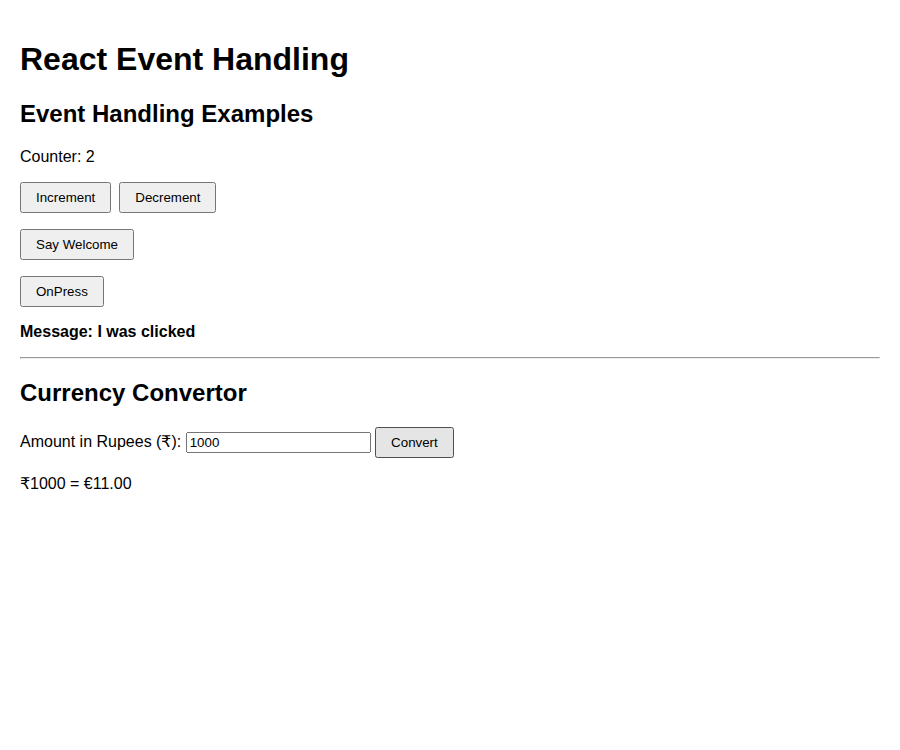 React Event Handling
Event Handling Examples
Counter: 2
Increment Decrement
Say Welcome
OnPress
Message: I was clicked
Currency Convertor
Amount in Rupees (₹): 1000 Convert
₹1000 = €11.00